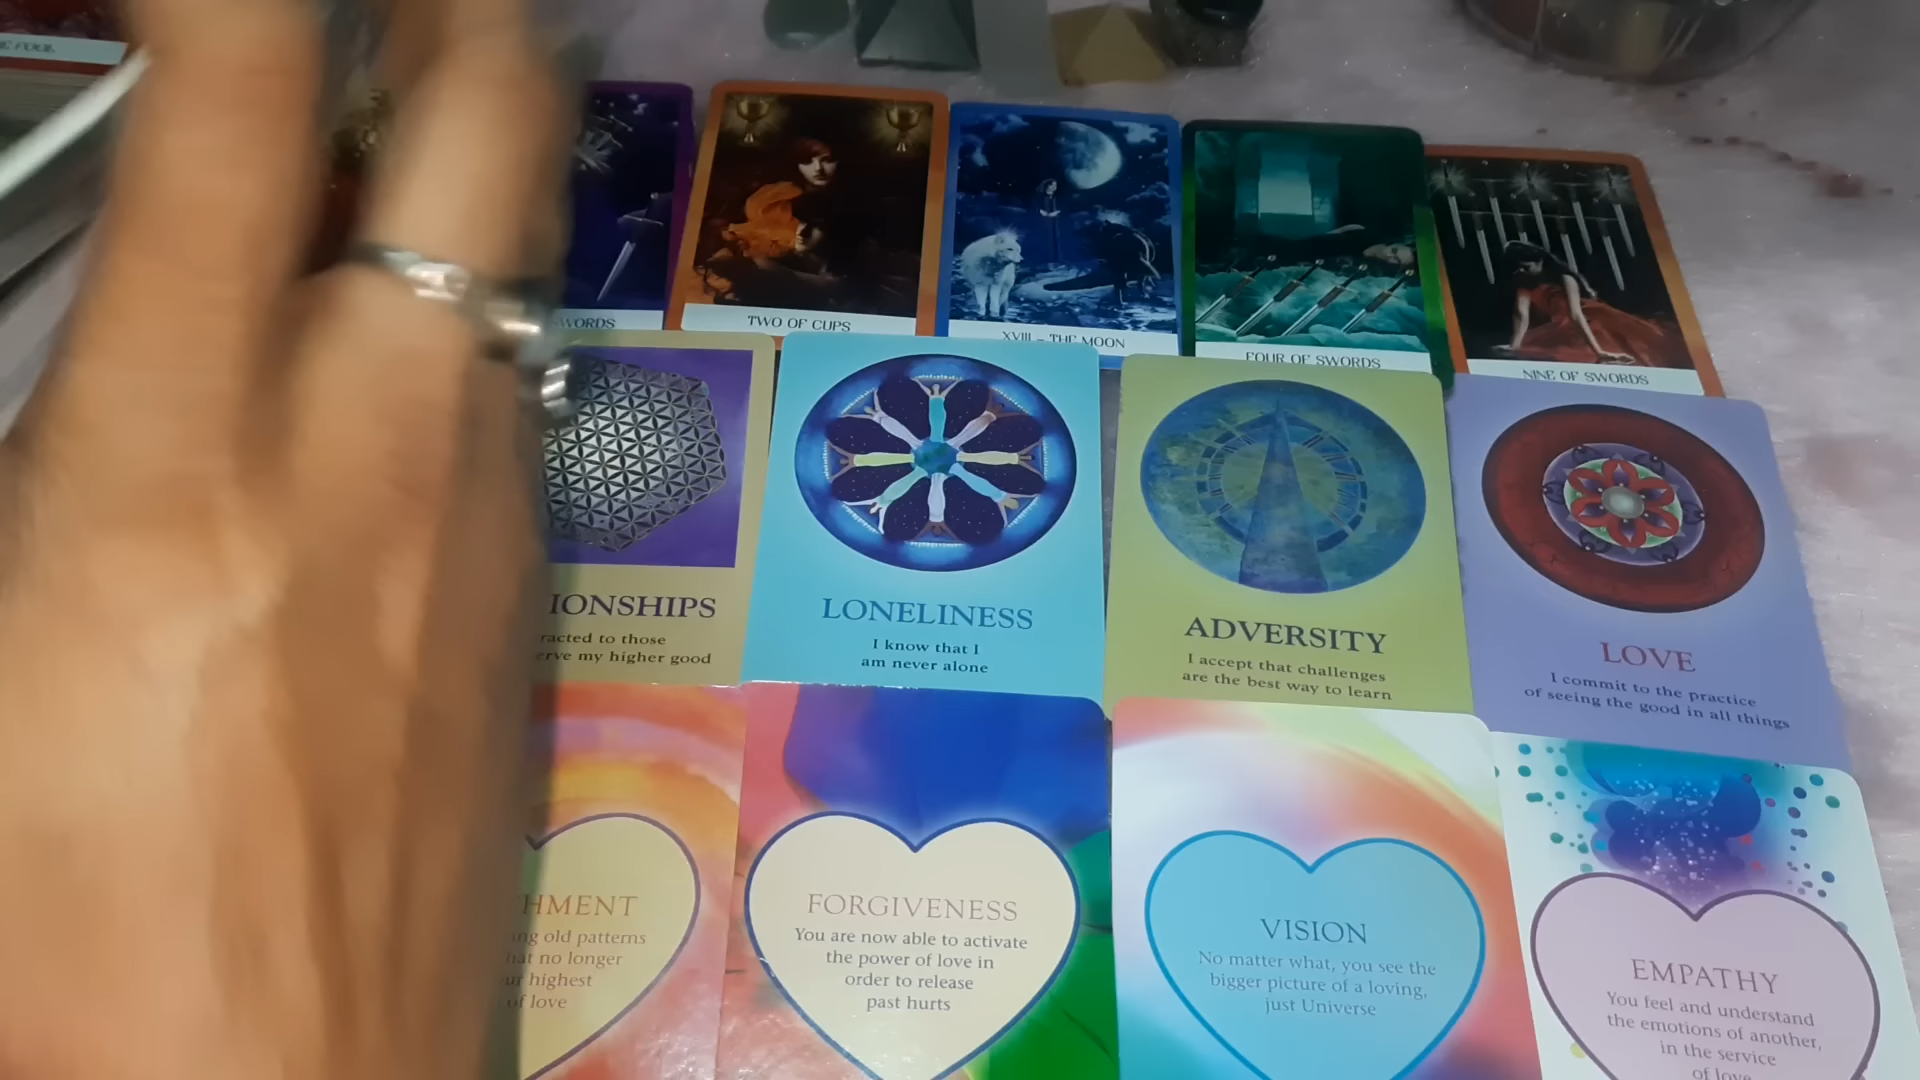 SWORDS
TWO OF CUPS
XVIII - THE MOON
FOUR OF SWORDS
NINE OF SWORDS
IONSHIPS
racted to those
erve my higher good
LONELINESS
I know that I
am never alone
ADVERSITY
I accept that challenges
are the best way to learn
LOVE
I commit to the practice
of seeing the good in all things
HMENT
ng old patterns
hat no longer
ur highest
of love
FORGIVENESS
You are now able to activate
the power of love in
order to release
past hurts
VISION
No matter what, you see the
bigger picture of a loving,
just Universe
EMPATHY
You feel and understand
the emotions of another,
in the service
of love